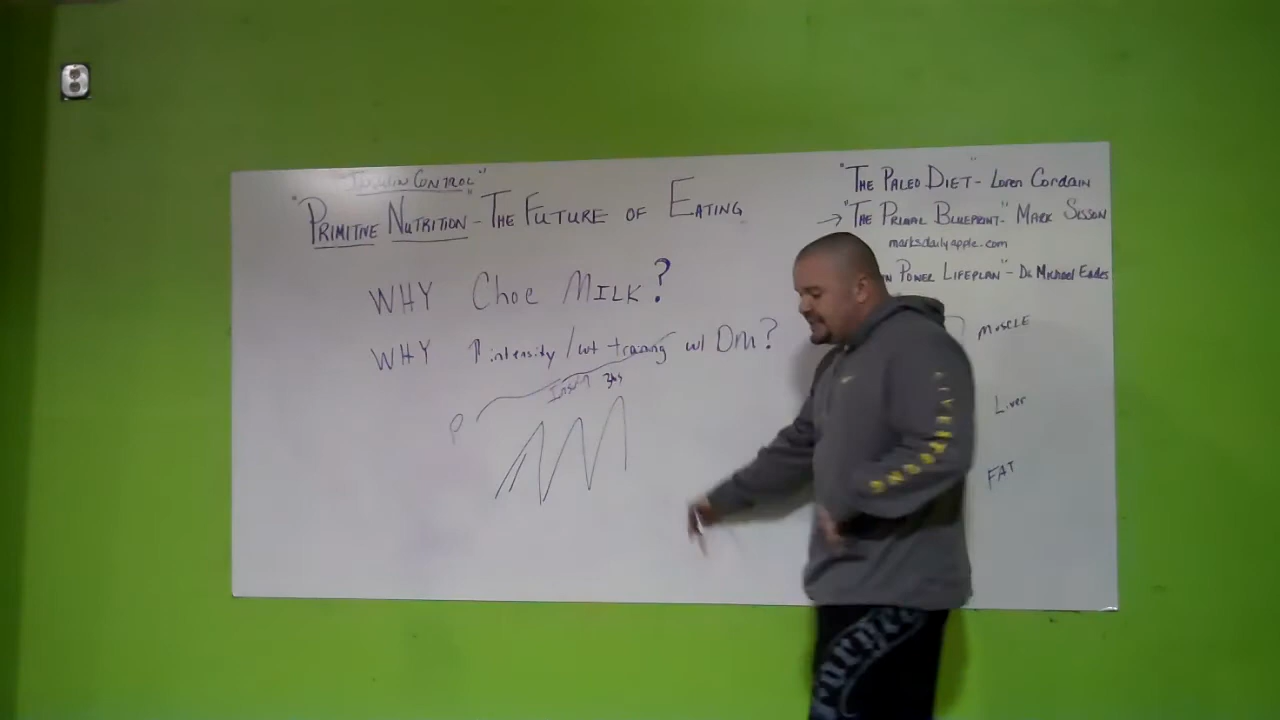 "INSULIN CONTROL"
"PRIMITIVE NUTRITION" - THE FUTURE OF EATING
WHY Choc MILK?
WHY ↑ intensity / wt training w/ DM?
P
"THE PALEO DIET" - Loren Cordain
→ "THE PRIMAL BLUEPRINT" - MARK SISSON
marksdailyapple.com
POWER LIFEPLAN" - Dr. Michael Eades
MUSCLE
Liver
FAT
LIVESTRONG